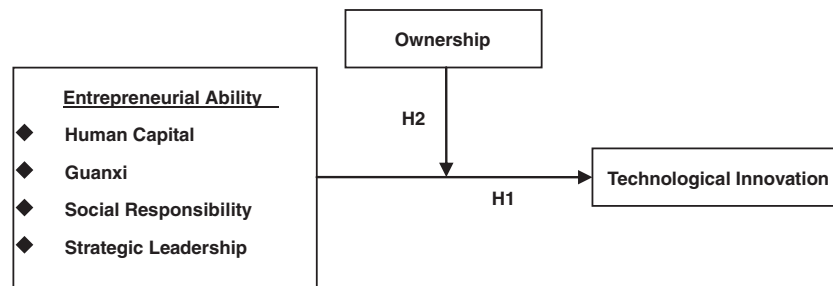 Ownership
Entrepreneurial Ability
Human Capital
H2
Guanxi
Technological Innovation
H1
Social Responsibility
Strategic Leadership